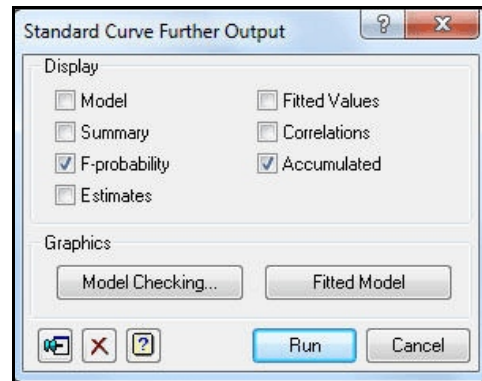 Standard Curve Further Output
Display
Model
Fitted Values
Summary
Correlations
F-probability
Accumulated
Estimates
Graphics
Model Checking...
Fitted Model
Run
Cancel